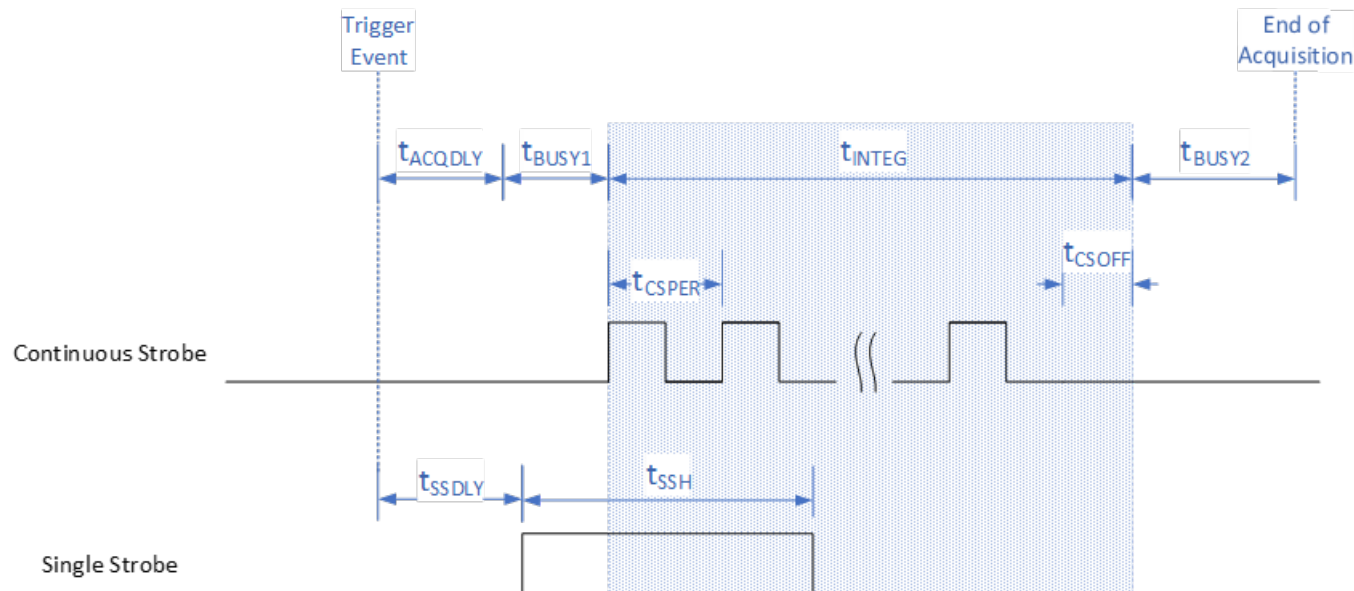 Trigger
Event
End of
Acquisition
tACQDLY
tBUSY1
tINTEG
tBUSY2
tCSOFF
tCSPER
Continuous Strobe
tSSDLY
tSSH
Single Strobe